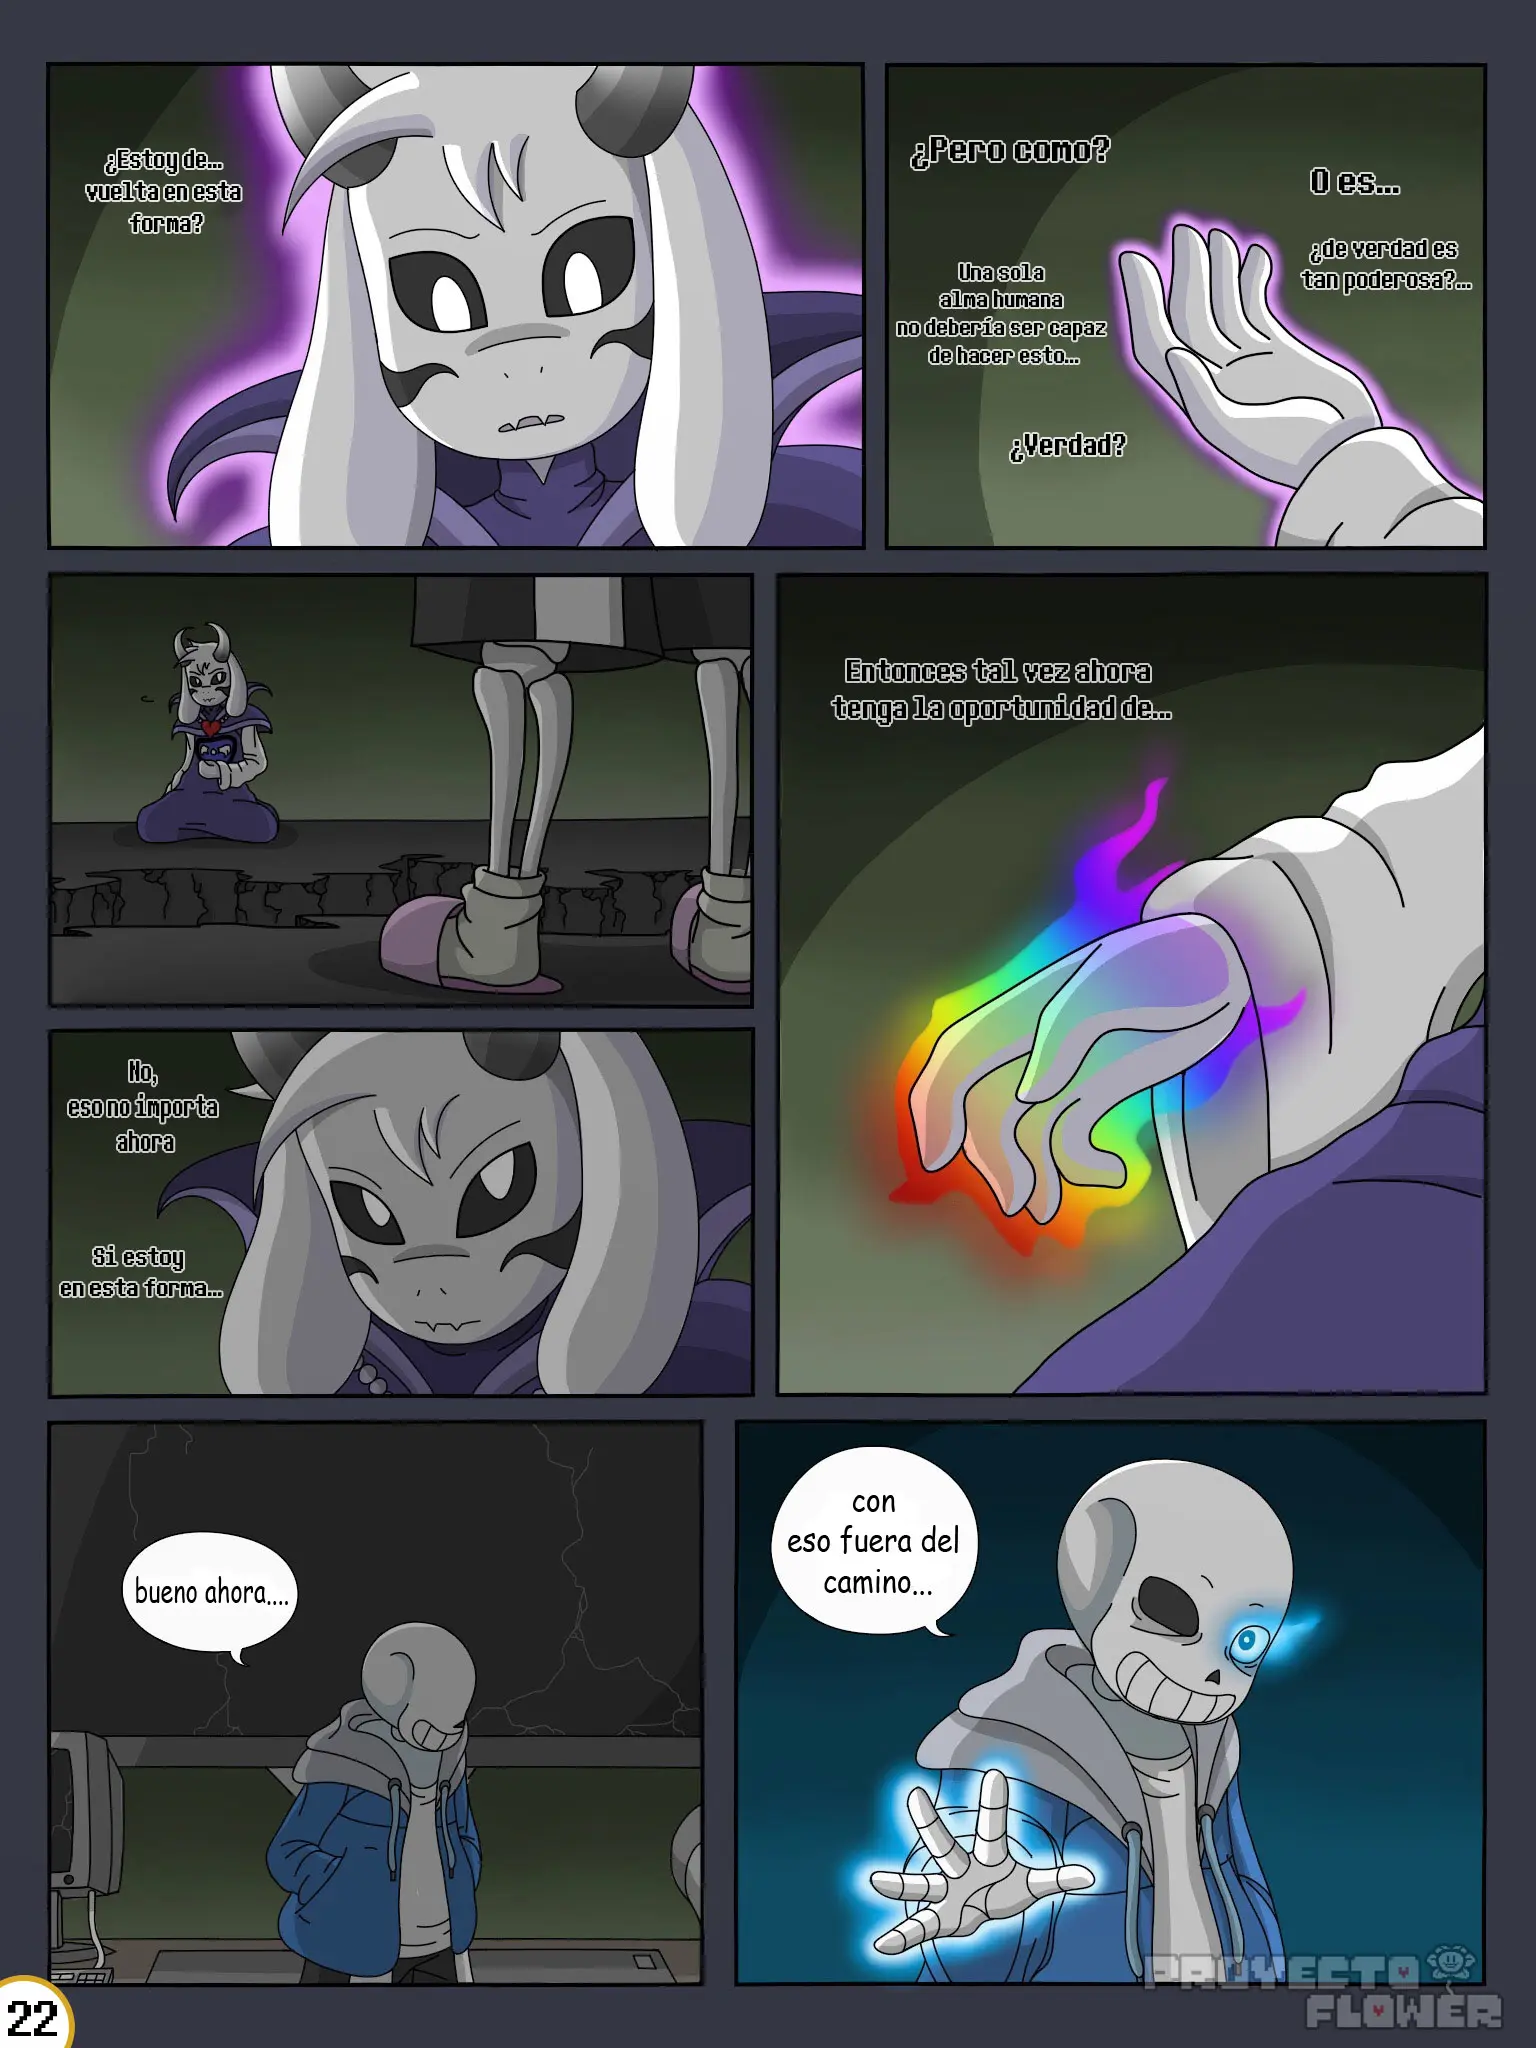 ¿Estoy de...
vuelta en esta
forma?
¿Pero como?
O es...
¿de verdad es
tan poderosa?...
Una sola
alma humana
no debería ser capaz
de hacer esto...
¿Verdad?
Entonces tal vez ahora
tenga la oportunidad de...
No,
eso no importa
ahora
Si estoy
en esta forma...
bueno ahora....
con
eso fuera del
camino...
PROYECTO
FLOWER
22